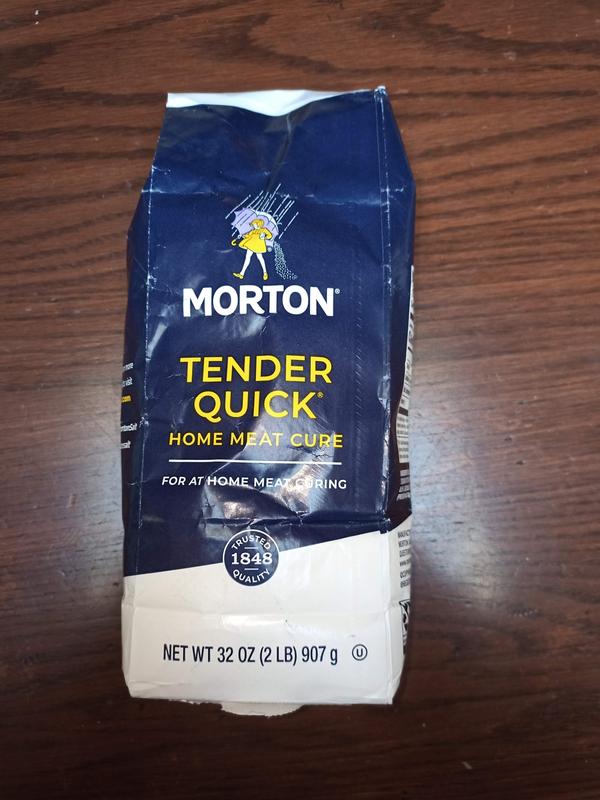 MORTON®
TENDER
QUICK®
HOME MEAT CURE
FOR AT HOME MEAT CURING
TRUSTED
1848
QUALITY
NET WT 32 OZ (2 LB) 907 g Ⓤ